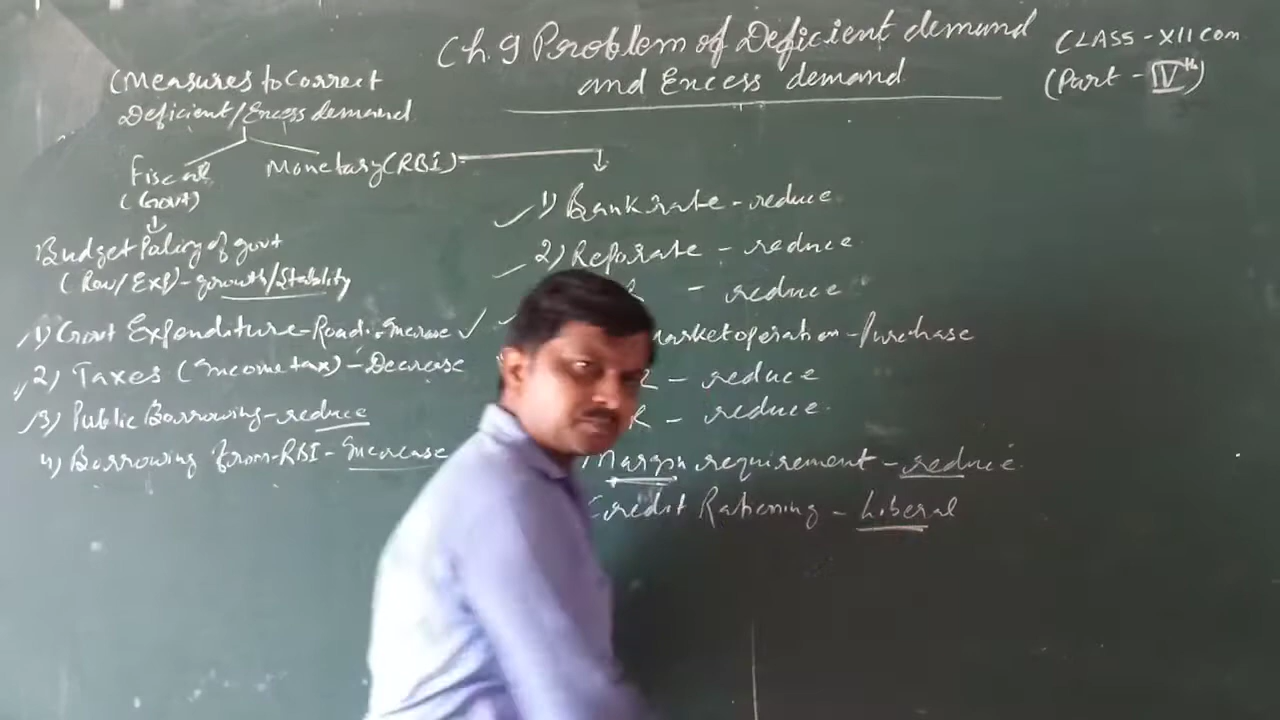 Ch.9 Problem of Deficient demand
and Excess demand
CLASS-XII Com
(Part - IVth)
(Measures to Correct
Deficient/Excess demand
Fiscal
(Govt)
Monetary (RBI)
Budget Policy of govt
(Rev/Exp)-growth/Stability
1) Govt Expenditure-Road-Increase
2) Taxes (Income tax) - Decrease
3) Public Borrowing-reduce
4) Borrowing from-RBI-Increase
1) Bank rate - reduce
2) Repo rate - reduce
R - reduce
market operation - Purchase
R - reduce
R - reduce
Margin requirement - reduce
Credit Rationing - Liberal